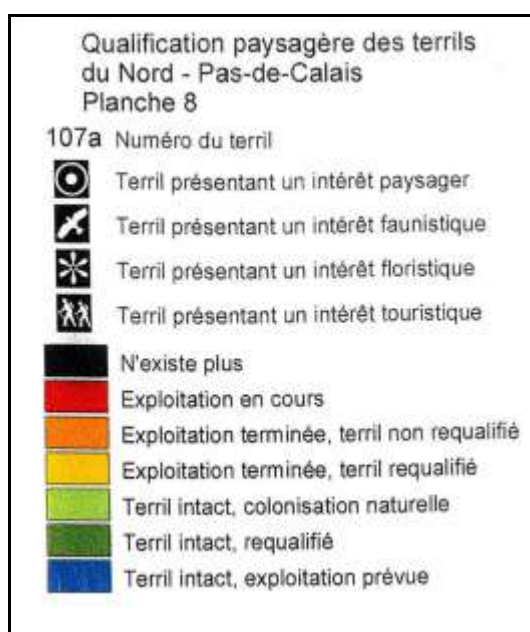 Qualification paysagère des terrils
du Nord - Pas-de-Calais
Planche 8
107a Numéro du terril
Terril présentant un intérêt paysager
Terril présentant un intérêt faunistique
Terril présentant un intérêt floristique
Terril présentant un intérêt touristique
N'existe plus
Exploitation en cours
Exploitation terminée, terril non requalifié
Exploitation terminée, terril requalifié
Terril intact, colonisation naturelle
Terril intact, requalifié
Terril intact, exploitation prévue